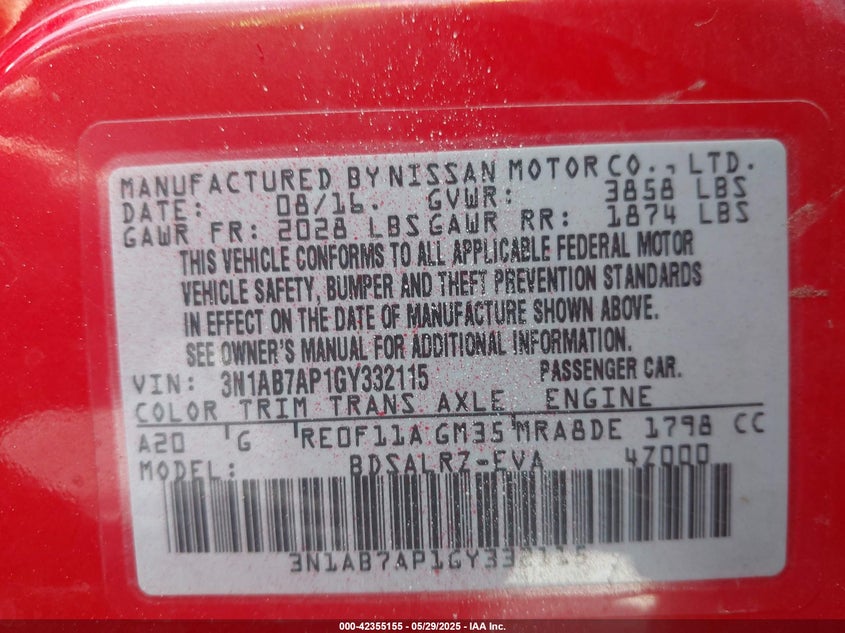 MANUFACTURED BY NISSAN MOTOR CO., LTD.
DATE: 08/16. GVWR: 3858 LBS
GAWR FR: 2028 LBS GAWR RR: 1874 LBS
THIS VEHICLE CONFORMS TO ALL APPLICABLE FEDERAL MOTOR
VEHICLE SAFETY, BUMPER AND THEFT PREVENTION STANDARDS
IN EFFECT ON THE DATE OF MANUFACTURE SHOWN ABOVE.
SEE OWNER'S MANUAL FOR ADDITIONAL INFORMATION.
VIN: 3N1AB7AP1GY332115 PASSENGER CAR.
COLOR TRIM TRANS AXLE ENGINE
A20 G RE0F11A GM35 MRA8DE 1798 CC
MODEL: BDSALRZ-EVA 4Z000
3N1AB7AP1GY332115
000-42355155 - 05/29/2025 - IAA Inc.